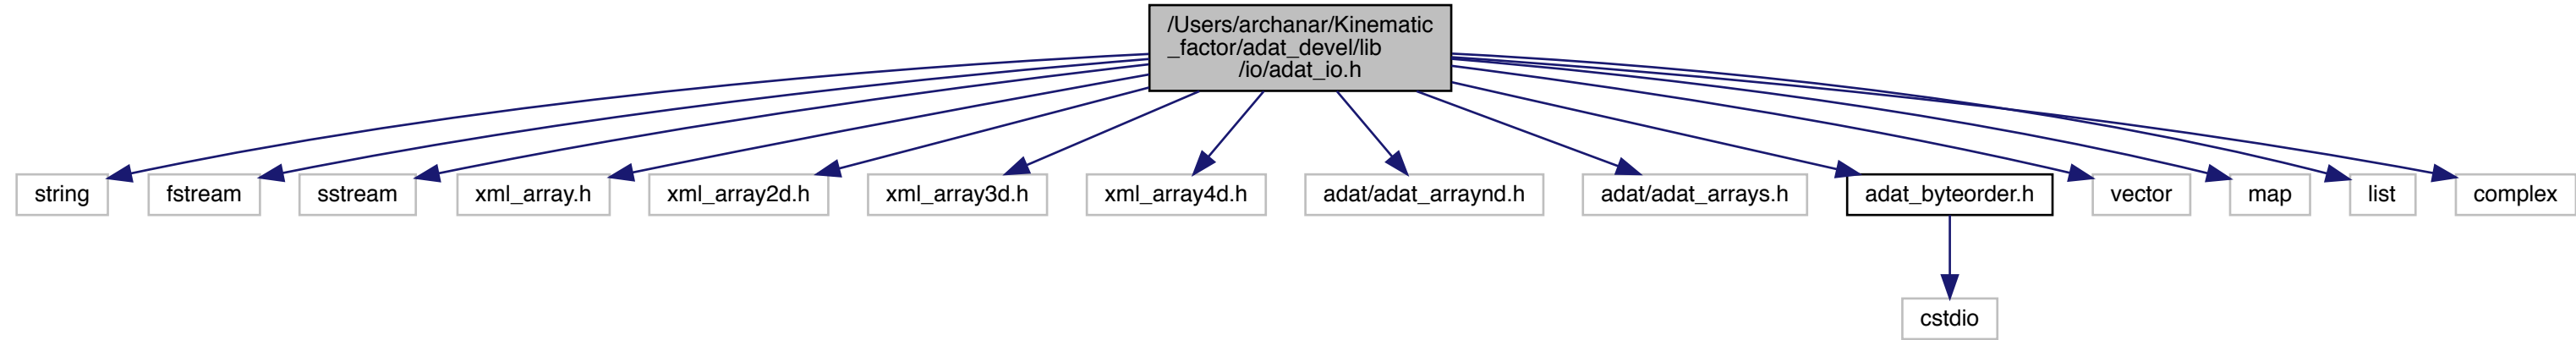 /Users/archanar/Kinematic
_factor/adat_devel/lib
/io/adat_io.h
string
fstream
sstream
xml_array.h
xml_array2d.h
xml_array3d.h
xml_array4d.h
adat/adat_arraynd.h
adat/adat_arrays.h
adat_byteorder.h
vector
map
list
complex
cstdio